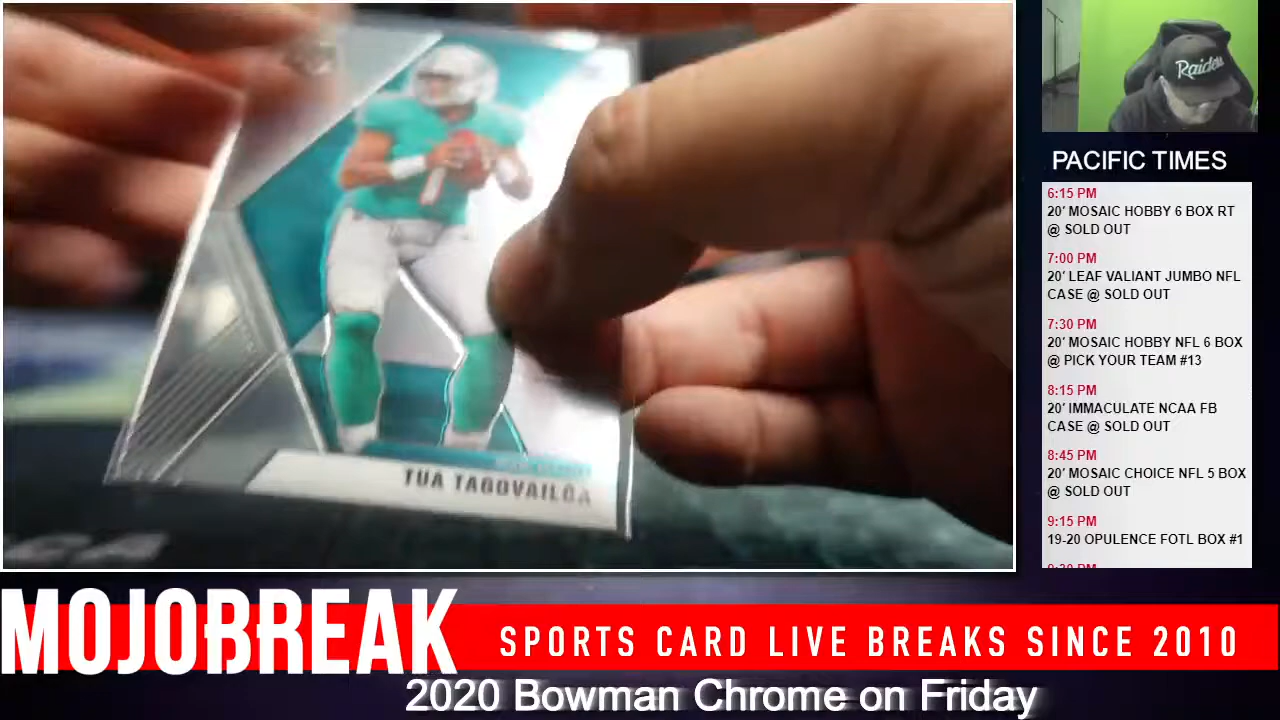 Raiders
TUA TAGOVAILOA
PACIFIC TIMES
6:15 PM
20' MOSAIC HOBBY 6 BOX RT
@ SOLD OUT
7:00 PM
20' LEAF VALIANT JUMBO NFL
CASE @ SOLD OUT
7:30 PM
20' MOSAIC HOBBY NFL 6 BOX
@ PICK YOUR TEAM #13
8:15 PM
20' IMMACULATE NCAA FB
CASE @ SOLD OUT
8:45 PM
20' MOSAIC CHOICE NFL 5 BOX
@ SOLD OUT
9:15 PM
19-20 OPULENCE FOTL BOX #1
MOJOBREAK
SPORTS CARD LIVE BREAKS SINCE 2010
2020 Bowman Chrome on Friday